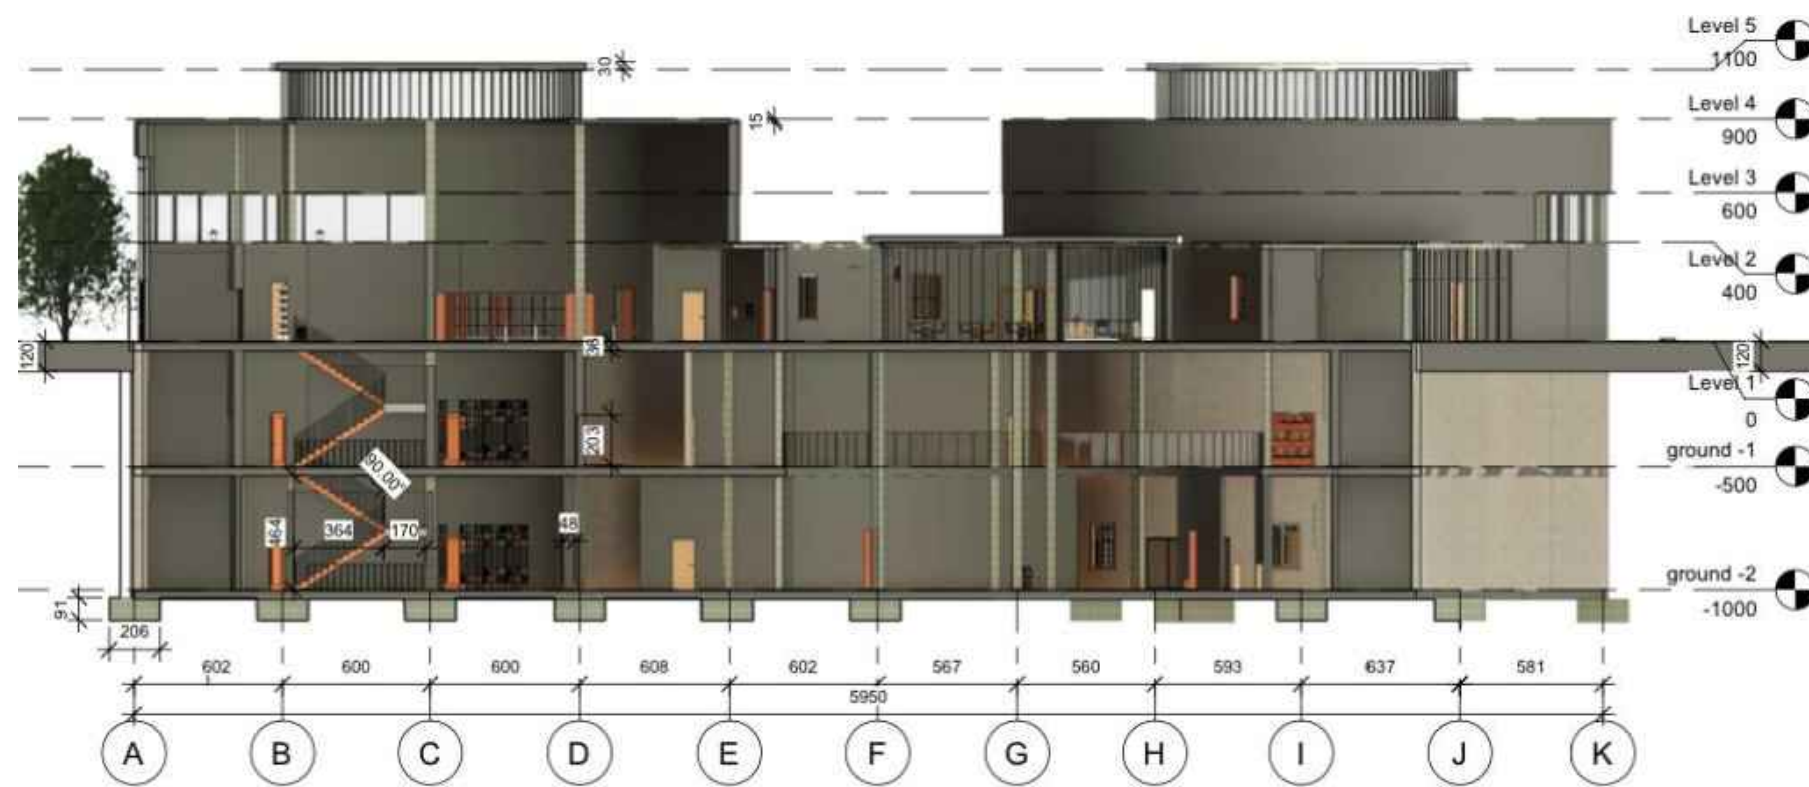 Level 5
1100
30
Level 4
900
15
Level 3
600
Level 2
400
120
36
120
Level 1
0
203
ground -1
-500
90.00°
464
364
170
48
ground -2
-1000
91
206
602
600
600
608
602
567
560
593
637
581
5950
A
B
C
D
E
F
G
H
I
J
K